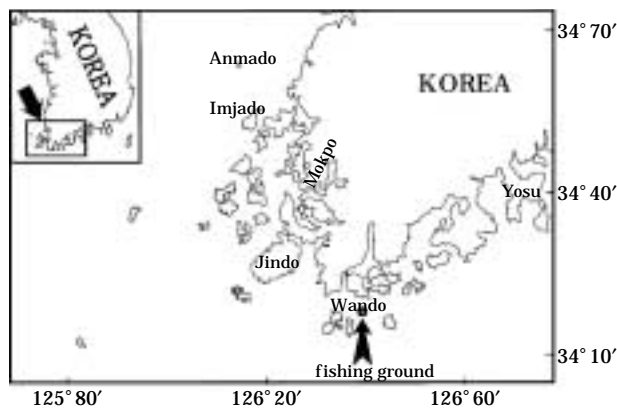 KOREA
Anmado
Imjado
KOREA
Mokpo
Yosu
Jindo
Wando
fishing ground
34°70′
34°40′
34°10′
125°80′
126°20′
126°60′